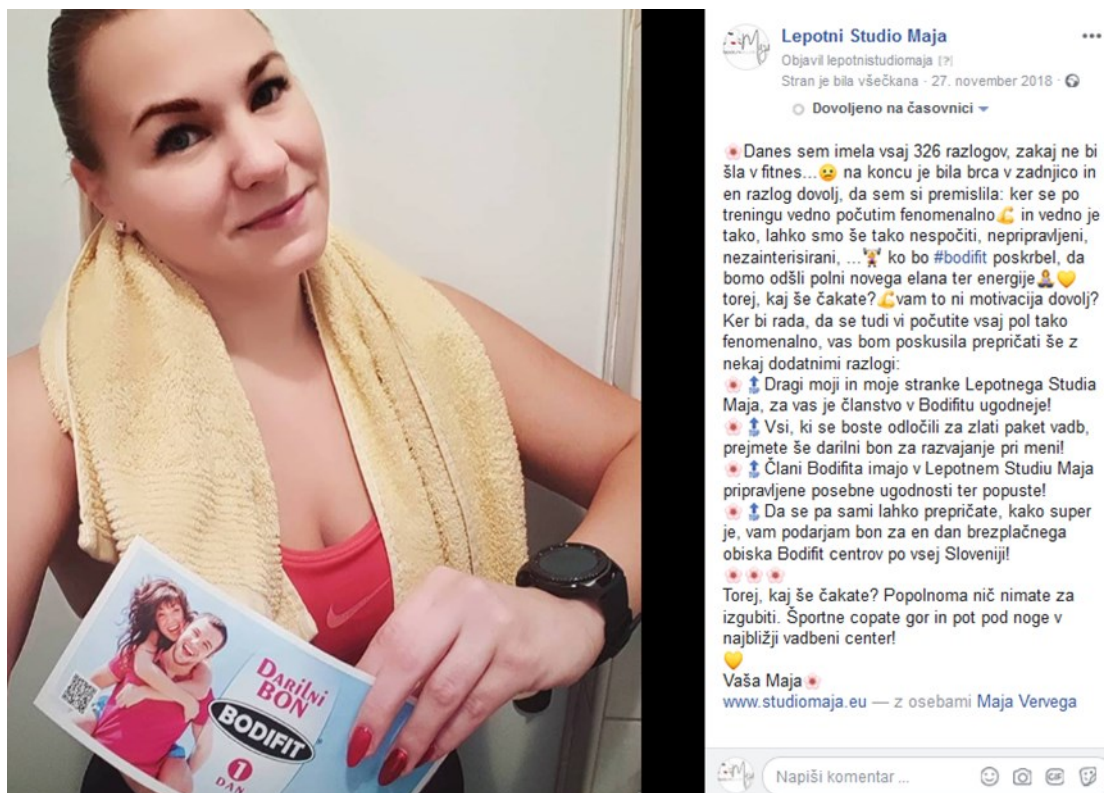 Lepotni Studio Maja
Objavil lepotnistudiomaja [?]
Stran je bila všečkana · 27. november 2018 ·
Dovoljeno na časovnici
Danes sem imela vsaj 326 razlogov, zakaj ne bi
šla v fitnes...😕 na koncu je bila brca v zadnjico in
en razlog dovolj, da sem si premislila: ker se po
treningu vedno počutim fenomenalno💪 in vedno je
tako, lahko smo še tako nespočiti, nepripravljeni,
nezainterisirani, ...🏋️ ko bo #bodifit poskrbel, da
bomo odšli polni novega elana ter energije🧘💛
torej, kaj še čakate?💪vam to ni motivacija dovolj?
Ker bi rada, da se tudi vi počutite vsaj pol tako
fenomenalno, vas bom poskusila prepričati še z
nekaj dodatnimi razlogi:
🌸 Dragi moji in moje stranke Lepotnega Studia
Maja, za vas je članstvo v Bodifitu ugodneje!
🌸 Vsi, ki se boste odločili za zlati paket vadb,
prejmete še darilni bon za razvajanje pri meni!
🌸 Člani Bodifita imajo v Lepotnem Studiu Maja
pripravljene posebne ugodnosti ter popuste!
🌸 Da se pa sami lahko prepričate, kako super
je, vam podarjam bon za en dan brezplačnega
obiska Bodifit centrov po vsej Sloveniji!
🌸🌸🌸
Torej, kaj še čakate? Popolnoma nič nimate za
izgubiti. Športne copate gor in pot pod noge v
najbližji vadbeni center!
💛
Vaša Maja🌸
www.studiomaja.eu — z osebami Maja Vervega
Napiši komentar ...
GIF
DARILNI
BON
BODIFIT
1
DAN